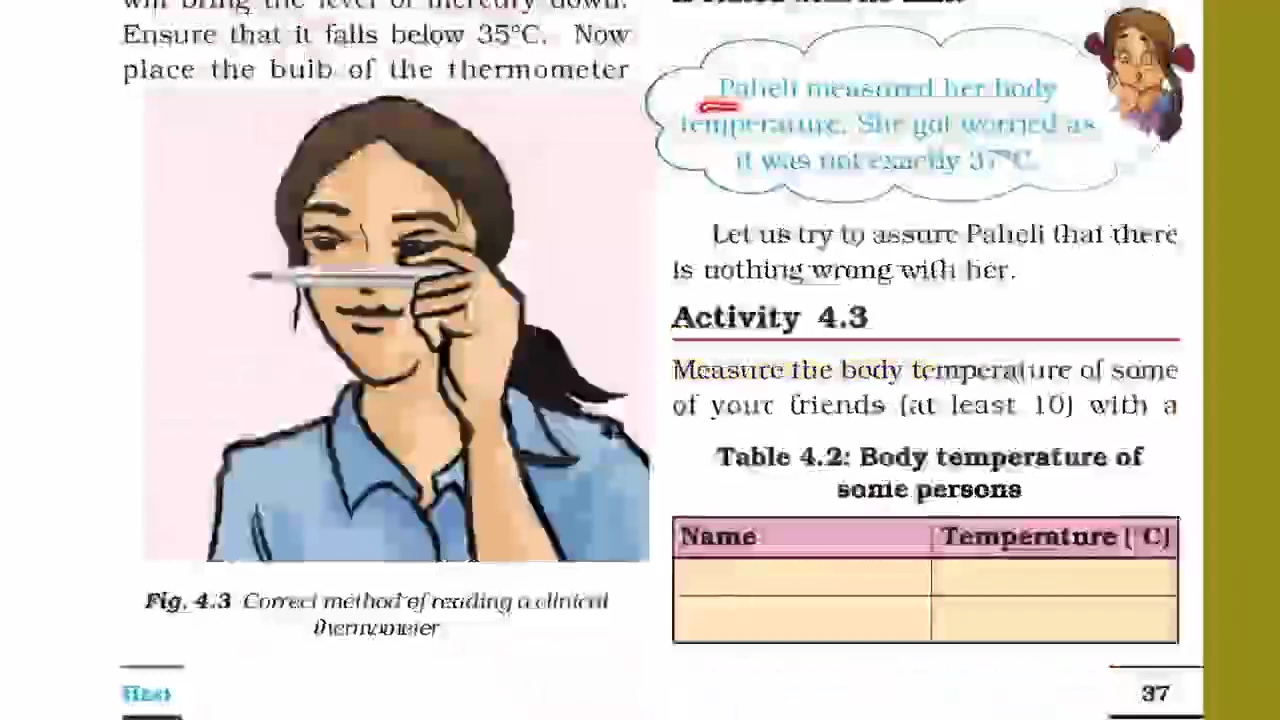 will bring the level of mercury down.
Ensure that it falls below 35°C. Now
place the bulb of the thermometer
Fig. 4.3 Correct method of reading a clinical
thermometer
Heat
Paheli measured her body
temperature. She got worried as
it was not exactly 37°C.
Let us try to assure Paheli that there
is nothing wrong with her.
Activity 4.3
Measure the body temperature of some
of your friends (at least 10) with a
Table 4.2: Body temperature of
some persons
Name Temperature (°C)
37